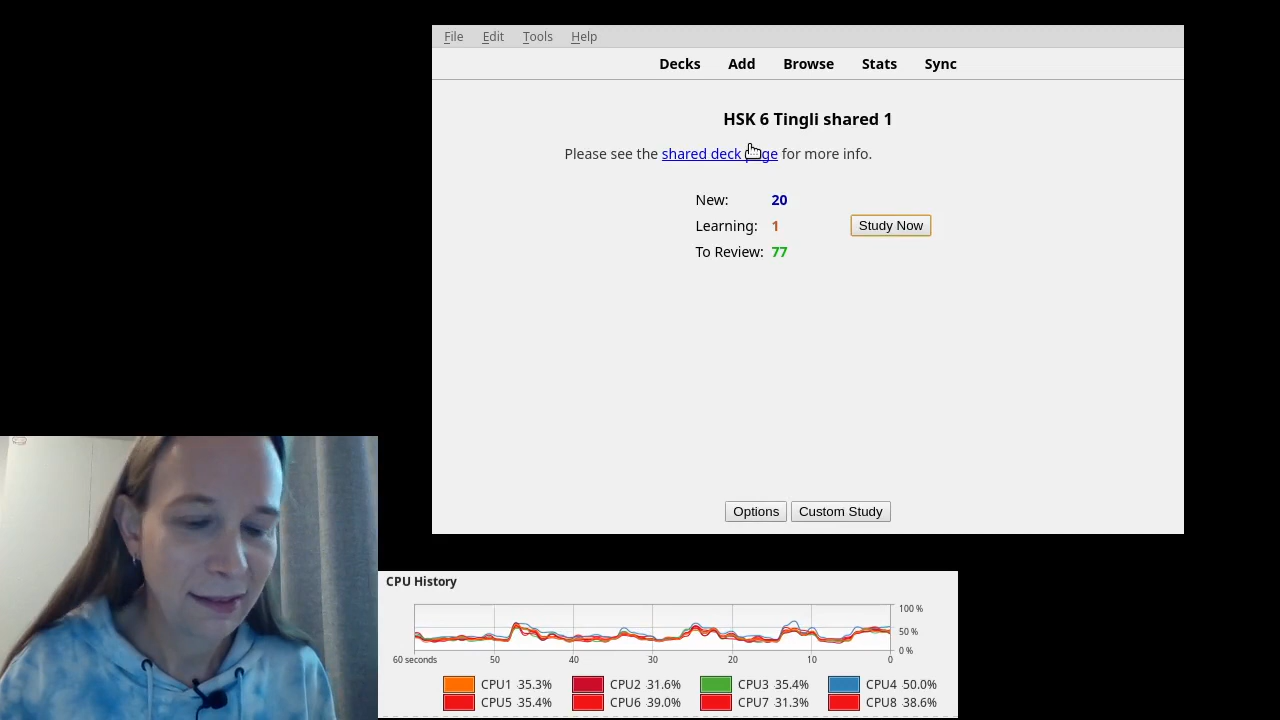 File Edit Tools Help
Decks Add Browse Stats Sync
HSK 6 Tingli shared 1
Please see the shared deck page for more info.
New: 20
Learning: 1
Study Now
To Review: 77
Options Custom Study
CPU History
100 %
50 %
0 %
60 seconds 50 40 30 20 10 0
CPU1 35.3% CPU2 31.6% CPU3 35.4% CPU4 50.0%
CPU5 35.4% CPU6 39.0% CPU7 31.3% CPU8 38.6%